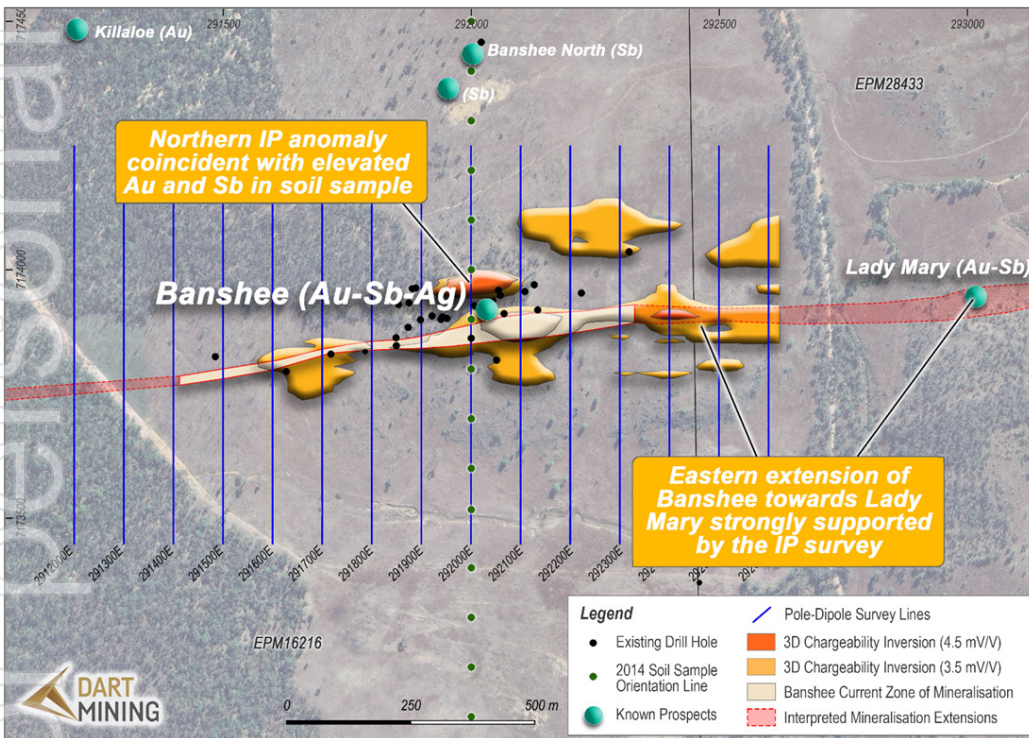 291500
292000
292500
293000
7174500
Killaloe (Au)
Banshee North (Sb)
(Sb)
EPM28433
Northern IP anomaly
coincident with elevated
Au and Sb in soil sample
7174000
Lady Mary (Au-Sb)
Banshee (Au-Sb-Ag)
Eastern extension of
Banshee towards Lady
Mary strongly supported
by the IP survey
7173500
291200E
291300E
291400E
291500E
291600E
291700E
291800E
291900E
292000E
292100E
292200E
292300E
EPM16216
Legend
Existing Drill Hole
2014 Soil Sample
Orientation Line
Known Prospects
Pole-Dipole Survey Lines
3D Chargeability Inversion (4.5 mV/V)
3D Chargeability Inversion (3.5 mV/V)
Banshee Current Zone of Mineralisation
Interpreted Mineralisation Extensions
DART
MINING
0 250 500 m
personal